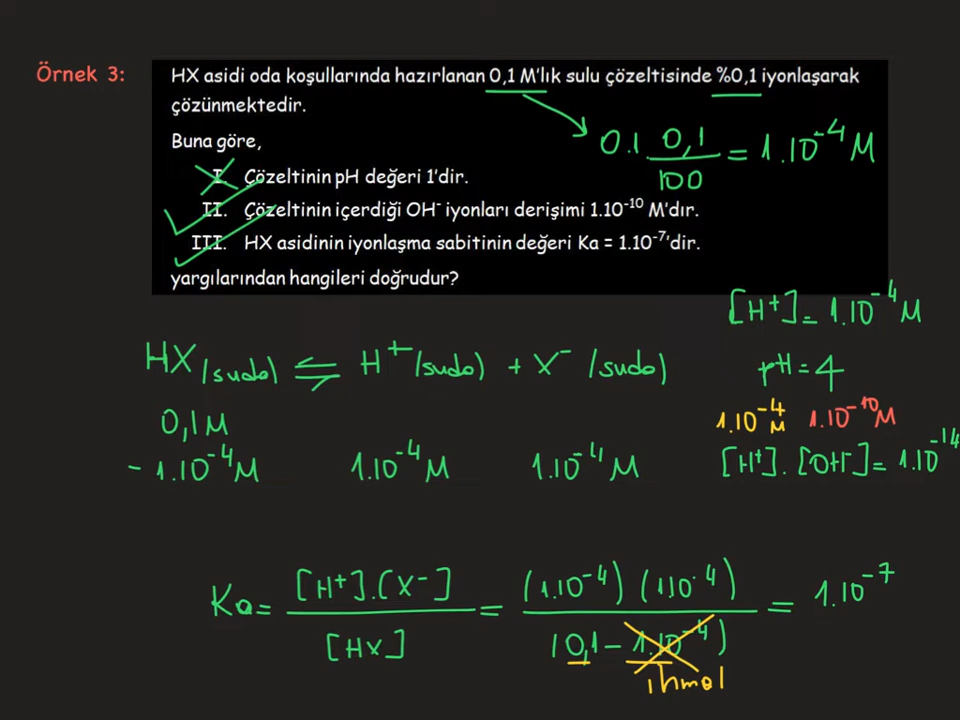 Örnek 3:
HX asidi oda koşullarında hazırlanan 0,1 M'lık sulu çözeltisinde %0,1 iyonlaşarak
çözünmektedir.
0.1. 0,1/100 = 1.10⁻⁴ M
Buna göre,
I. Çözeltinin pH değeri 1'dir.
II. Çözeltinin içerdiği OH⁻ iyonları derişimi 1.10⁻¹⁰ M'dır.
III. HX asidinin iyonlaşma sabitinin değeri Ka = 1.10⁻⁷'dir.
yargılarından hangileri doğrudur?
[H⁺] = 1.10⁻⁴ M
HX(suda) ⇌ H⁺(suda) + X⁻(suda)
pH = 4
0,1 M
1.10⁻⁴ M 1.10⁻¹⁰ M
- 1.10⁻⁴ M 1.10⁻⁴ M 1.10⁻⁴ M
[H⁺]. [OH⁻] = 1.10⁻¹⁴
Ka = [H⁺].[X⁻] / [HX] = (1.10⁻⁴) (1.10⁻⁴) / (0,1 - 1.10⁻⁴) = 1.10⁻⁷
ihmal